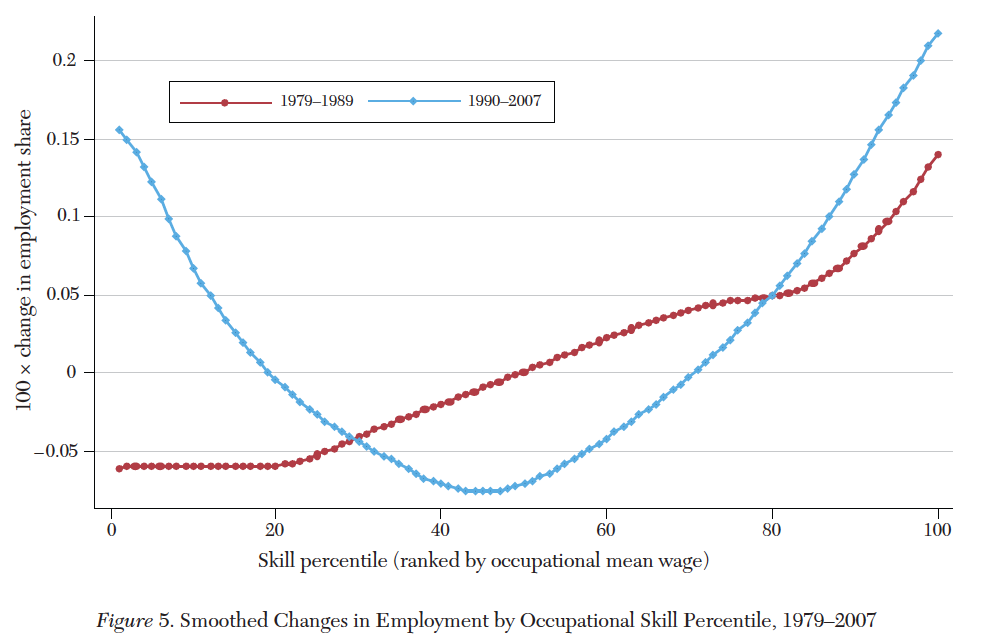 0.2
1979–1989 1990–2007
0.15
0.1
0.05
0
−0.05
100 × change in employment share
0 20 40 60 80 100
Skill percentile (ranked by occupational mean wage)
Figure 5. Smoothed Changes in Employment by Occupational Skill Percentile, 1979–2007